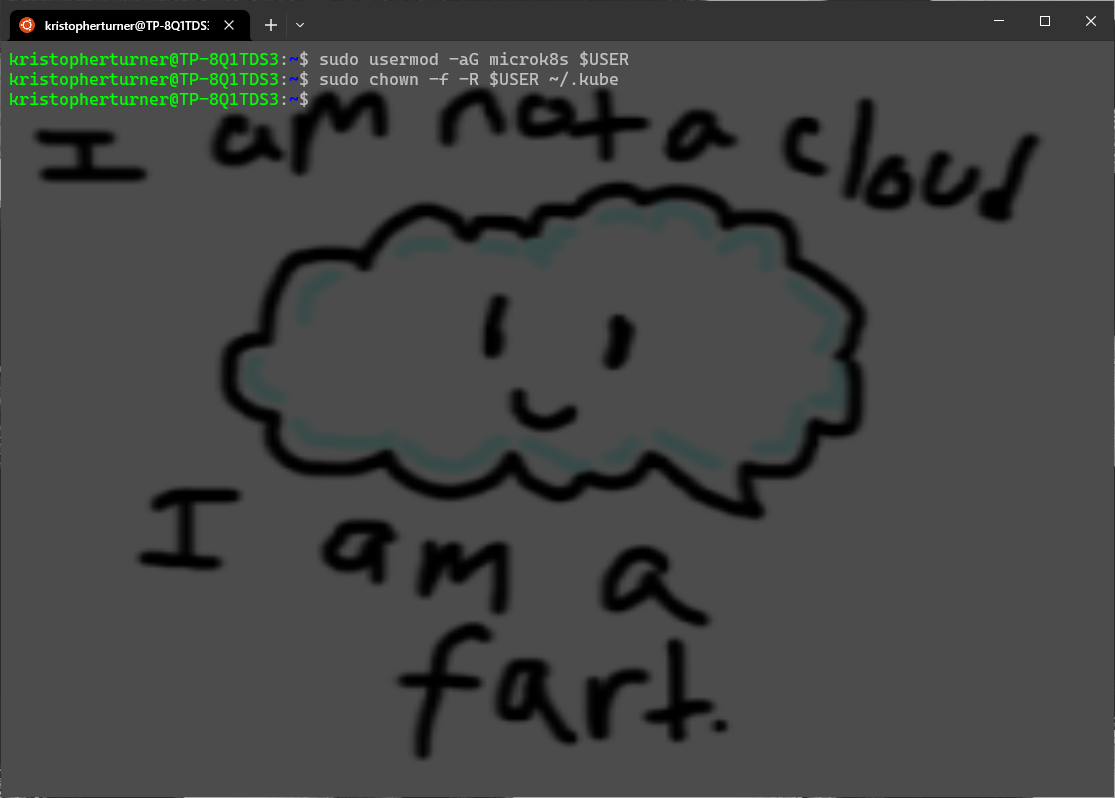 kristopherturner@TP-8Q1TDS:
kristopherturner@TP-8Q1TDS3:~$ sudo usermod -aG microk8s $USER
kristopherturner@TP-8Q1TDS3:~$ sudo chown -f -R $USER ~/.kube
kristopherturner@TP-8Q1TDS3:~$
I am not a cloud
I am a
fart.